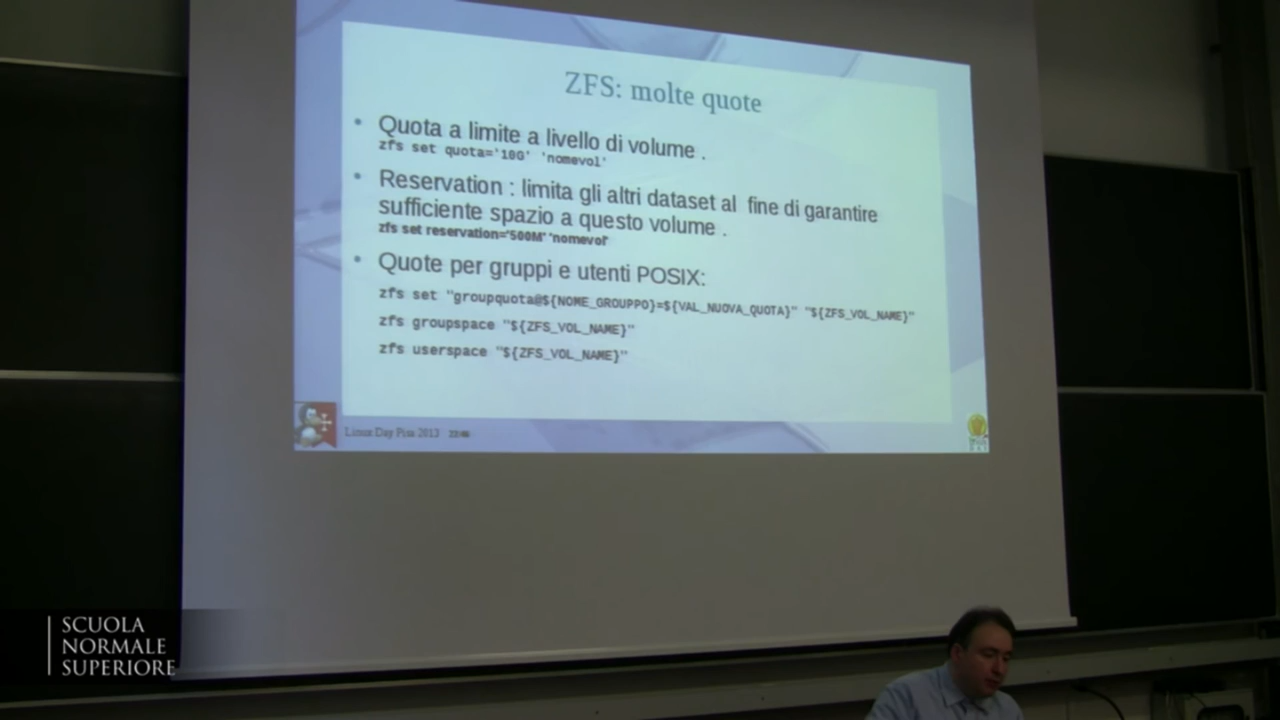 ZFS: molte quote
• Quota a limite a livello di volume .
zfs set quota='10G' 'nomevol'
• Reservation : limita gli altri dataset al fine di garantire
sufficiente spazio a questo volume .
zfs set reservation='500M' 'nomevol'
• Quote per gruppi e utenti POSIX:
zfs set "groupquota@${NOME_GROUPPO}=${VAL_NUOVA_QUOTA}" "${ZFS_VOL_NAME}"
zfs groupspace "${ZFS_VOL_NAME}"
zfs userspace "${ZFS_VOL_NAME}"
Linux Day Pisa 2013
SCUOLA
NORMALE
SUPERIORE